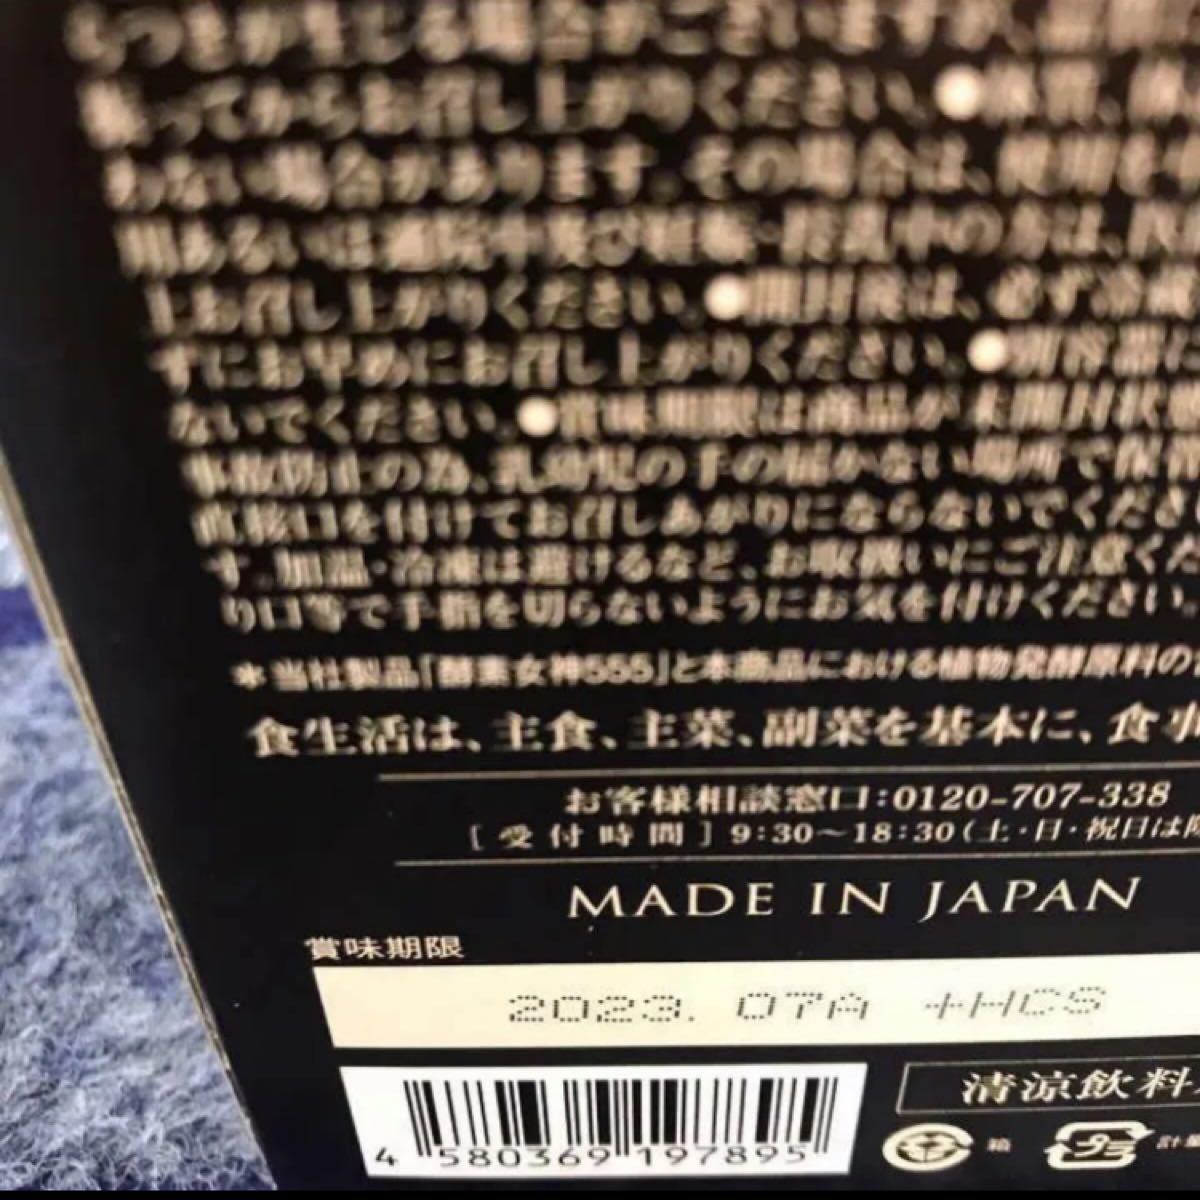 らつきが生じる場合がございますが、品質に
ってからお召し上がりください。●体質、体
わない場合があります。その場合は、使用を
あるいは通院中及び妊娠・授乳中の方は、医
上お召し上がりください。●開封後は、必ず冷蔵
ずにお早めにお召し上がりください。●別容器に
ないでください。●賞味期限は商品が未開封状態
事故防止の為、乳幼児の手の届かない場所で保管
直接口を付けてお召しあがりにならないでくださ
す。加温・冷凍は避けるなど、お取扱いにご注意くだ
り口等で手指を切らないようにお気を付けください。
＊当社製品「酵素女神555」と本商品における植物発酵原料の
食生活は、主食、主菜、副菜を基本に、食事
お客様相談窓口:0120-707-338
[受付時間] 9:30～18:30(土・日・祝日は除
MADE IN JAPAN
賞味期限
2023. 07A +HCS
清涼飲料
4 580369 197895
箱
プラ